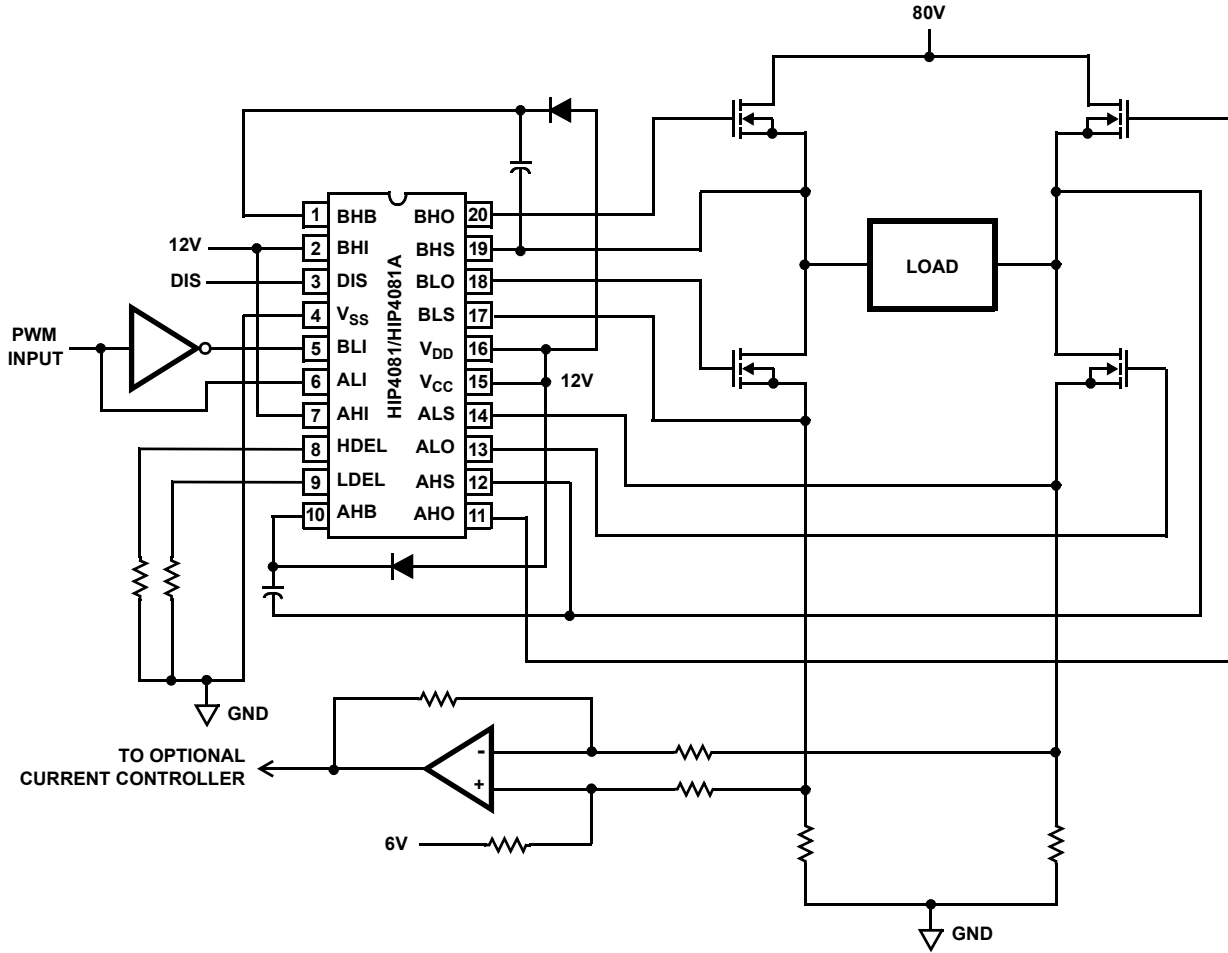 80V
12V
DIS
PWM
INPUT
1 BHB BHO 20
2 BHI BHS 19
3 DIS BLO 18
4 VSS BLS 17
5 BLI VDD 16
6 ALI VCC 15
7 AHI ALS 14
8 HDEL ALO 13
9 LDEL AHS 12
10 AHB AHO 11
HIP4081/HIP4081A
12V
LOAD
GND
TO OPTIONAL
CURRENT CONTROLLER
-
+
6V
GND